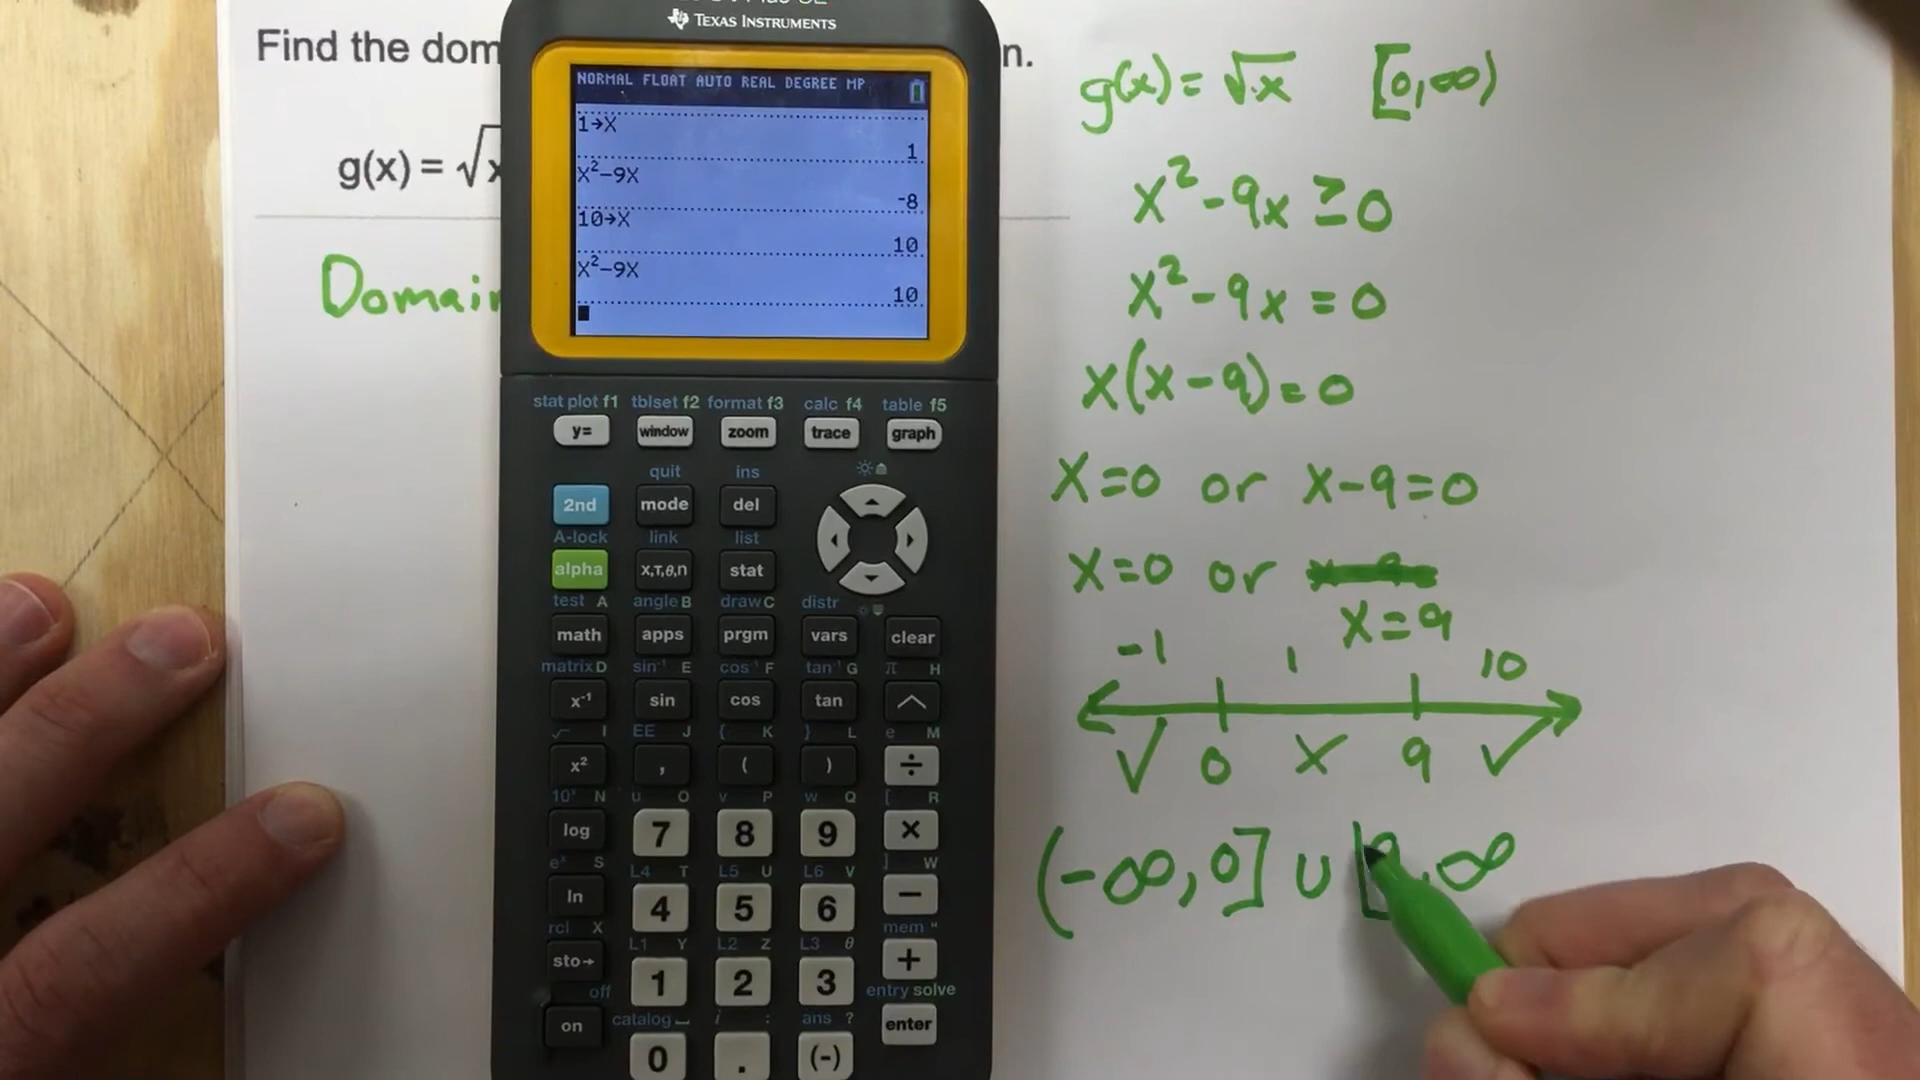 TEXAS INSTRUMENTS
Find the dom
n.
g(x) = √x
Domain
NORMAL FLOAT AUTO REAL DEGREE MP
1→X
1
X²-9X
-8
10→X
10
X²-9X
10
g(x) = √x [0,∞)
x²-9x ≥ 0
x²-9x = 0
x(x-9) = 0
x=0 or x-9=0
x=0 or
x=9
-1 1 10
√ 0 X 9 √
(-∞,0] ∪ [9,∞
stat plot f1 tblset f2 format f3 calc f4 table f5
y= window zoom trace graph
quit ins
2nd mode del
A-lock link list
alpha X,T,θ,n stat
test A angle B draw C distr
math apps prgm vars clear
matrix D sin⁻¹ E cos⁻¹ F tan⁻¹ G π H
x⁻¹ sin cos tan ^
√ I EE J { K } L e M
x² , ( ) ÷
10ˣ N u O v P w Q [ R
log 7 8 9 ×
eˣ S L4 T L5 U L6 V ] W
ln 4 5 6 −
rcl X L1 Y L2 Z L3 θ mem "
sto→ 1 2 3 +
off catalog i : ans ? entry solve
on 0 . (-) enter